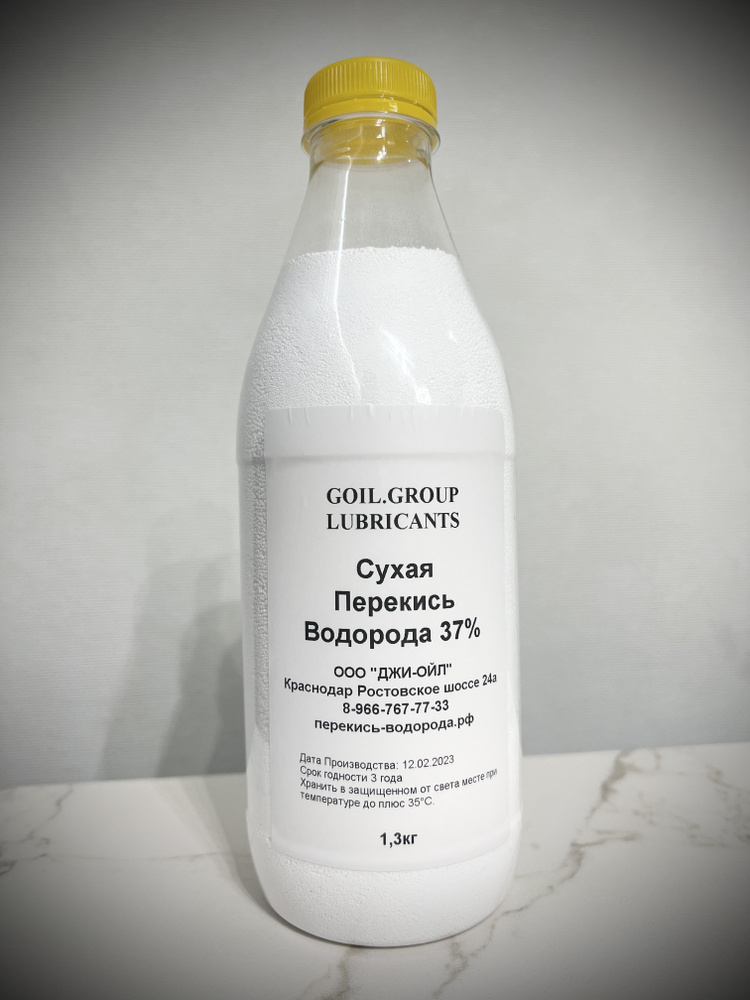 GOIL.GROUP
LUBRICANTS
Сухая
Перекись
Водорода 37%
ООО "ДЖИ-ОЙЛ"
Краснодар Ростовское шоссе 24а
8-966-767-77-33
перекись-водорода.рф
Дата Производства: 12.02.2023
Срок годности 3 года
Хранить в защищенном от света месте при
температуре до плюс 35°С.
1,3кг